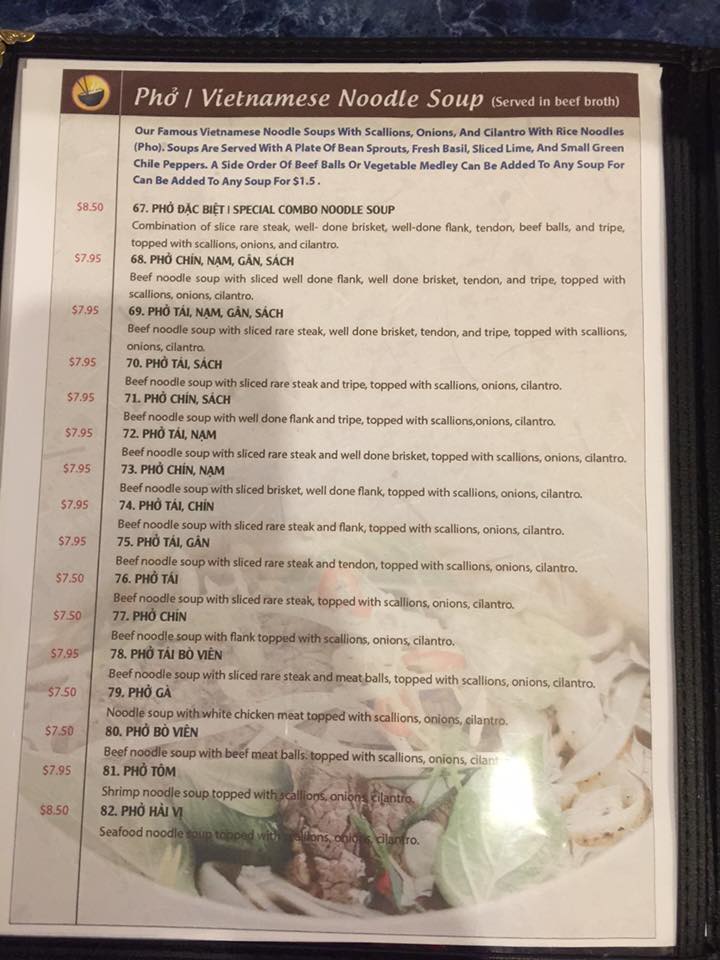 Phở / Vietnamese Noodle Soup (Served in beef broth)
Our Famous Vietnamese Noodle Soups With Scallions, Onions, And Cilantro With Rice Noodles
(Pho). Soups Are Served With A Plate Of Bean Sprouts, Fresh Basil, Sliced Lime, And Small Green
Chile Peppers. A Side Order Of Beef Balls Or Vegetable Medley Can Be Added To Any Soup For
Can Be Added To Any Soup For $1.5 .
$8.50 67. PHỞ ĐẶC BIỆT | SPECIAL COMBO NOODLE SOUP
Combination of slice rare steak, well- done brisket, well-done flank, tendon, beef balls, and tripe,
topped with scallions, onions, and cilantro.
$7.95 68. PHỞ CHÍN, NẠM, GÂN, SÁCH
Beef noodle soup with sliced well done flank, well done brisket, tendon, and tripe, topped with
scallions, onions, cilantro.
$7.95 69. PHỞ TÁI, NẠM, GÂN, SÁCH
Beef noodle soup with sliced rare steak, well done brisket, tendon, and tripe, topped with scallions,
onions, cilantro.
$7.95 70. PHỞ TÁI, SÁCH
Beef noodle soup with sliced rare steak and tripe, topped with scallions, onions, cilantro.
$7.95 71. PHỞ CHÍN, SÁCH
Beef noodle soup with well done flank and tripe, topped with scallions,onions, cilantro.
$7.95 72. PHỞ TÁI, NẠM
Beef noodle soup with sliced rare steak and well done brisket, topped with scallions, onions, cilantro.
$7.95 73. PHỞ CHÍN, NẠM
Beef noodle soup with sliced brisket, well done flank, topped with scallions, onions, cilantro.
$7.95 74. PHỞ TÁI, CHÍN
Beef noodle soup with sliced rare steak and flank, topped with scallions, onions, cilantro.
$7.95 75. PHỞ TÁI, GÂN
Beef noodle soup with sliced rare steak and tendon, topped with scallions, onions, cilantro.
$7.50 76. PHỞ TÁI
Beef noodle soup with sliced rare steak, topped with scallions, onions, cilantro.
$7.50 77. PHỞ CHÍN
Beef noodle soup with flank topped with scallions, onions, cilantro.
$7.95 78. PHỞ TÁI BÒ VIÊN
Beef noodle soup with sliced rare steak and meat balls, topped with scallions, onions, cilantro.
$7.50 79. PHỞ GÀ
Noodle soup with white chicken meat topped with scallions, onions, cilantro.
$7.50 80. PHỞ BÒ VIÊN
Beef noodle soup with beef meat balls. topped with scallions, onions,
$7.95 81. PHỞ TÔM
Shrimp noodle soup topped with scallions, onions, cilantro.
$8.50 82. PHỞ HẢI VỊ
Seafood noodle soup topped with scallions, onions, cilantro.